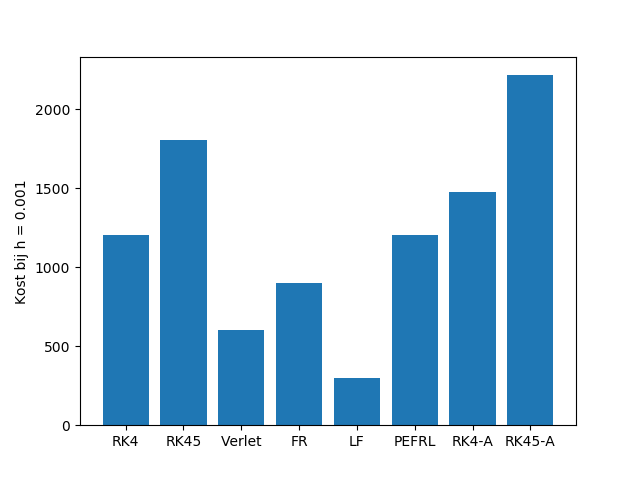 Kost bij h = 0.001
2000
1500
1000
500
0
RK4 RK45 Verlet FR LF PEFRL RK4-A RK45-A